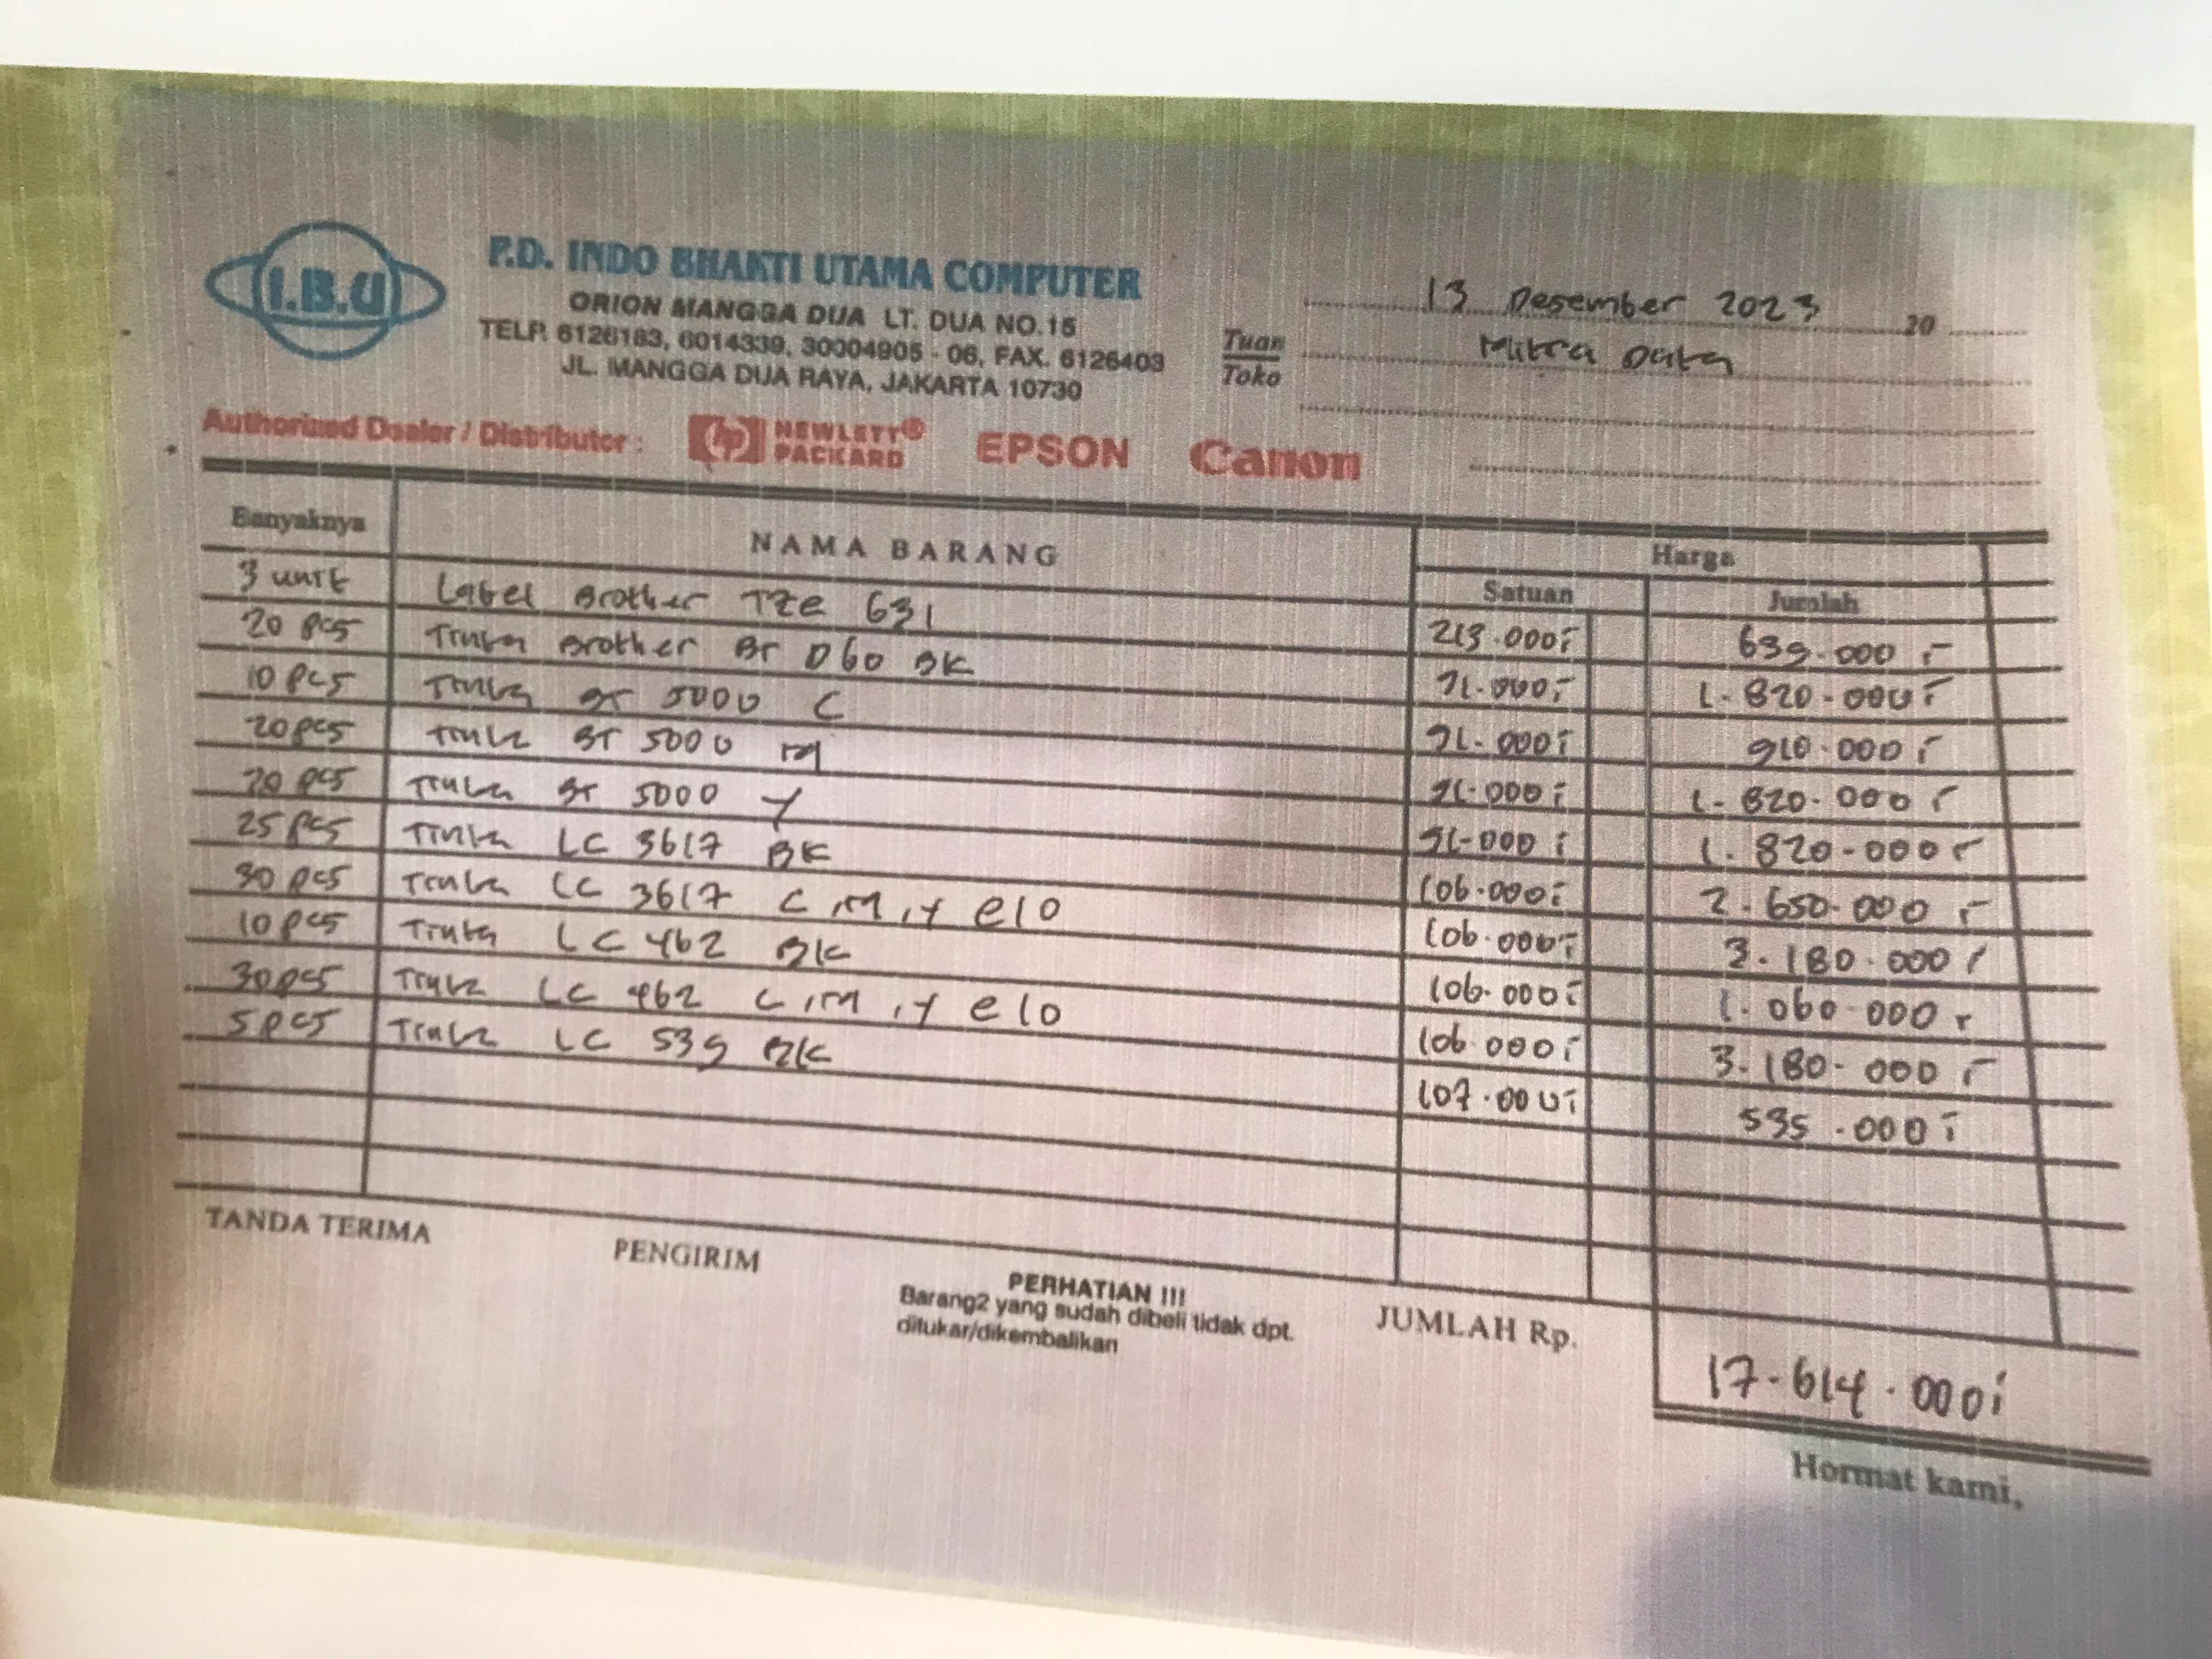 I.B.U
P.D. INDO BHAKTI UTAMA COMPUTER
ORION MANGGA DUA LT. DUA NO.15
TELP. 6126183, 6014339, 30004905 - 06, FAX. 6126403
JL. MANGGA DUA RAYA, JAKARTA 10730
13 Desember 2023 20
Tuan
Toko
Mitra Data
Authorized Dealer / Distributor : hp HEWLETT® PACKARD EPSON Canon
Banyaknya NAMA BARANG Harga
Satuan Jumlah
3 unit Label Brother TZe 631 213.000,- 639.000,-
20 pcs Tinta Brother BT D60 BK 91.000,- 1.820.000,-
10 pcs Tinta BT 5000 C 91.000,- 910.000,-
20 pcs Tinta BT 5000 M 91.000,- 1.820.000,-
20 pcs Tinta BT 5000 Y 91.000,- 1.820.000,-
25 pcs Tinta LC 3617 BK 106.000,- 2.650.000,-
30 pcs Tinta LC 3617 C,M,Y @10 106.000,- 3.180.000,-
10 pcs Tinta LC 462 BK 106.000,- 1.060.000,-
30 pcs Tinta LC 462 C,M,Y @10 106.000,- 3.180.000,-
5 pcs Tinta LC 539 BK 107.000,- 535.000,-
TANDA TERIMA PENGIRIM
PERHATIAN !!!
Barang2 yang sudah dibeli tidak dpt.
ditukar/dikembalikan
JUMLAH Rp. 17.614.000,-
Hormat kami,